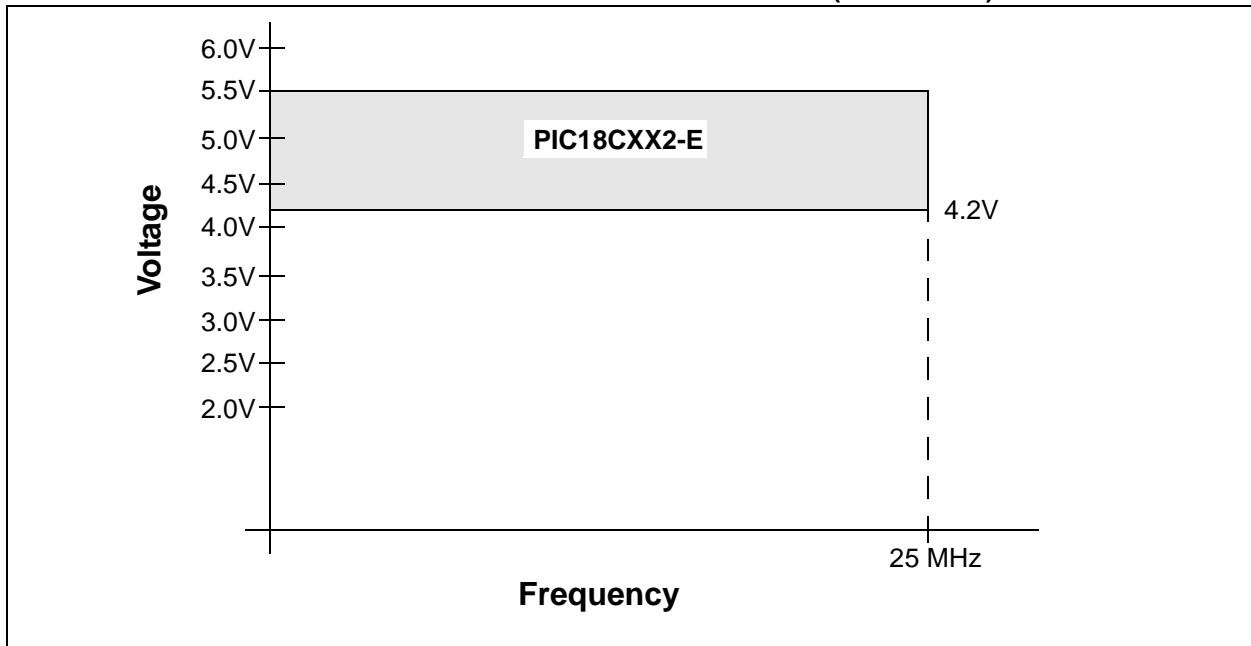 6.0V
5.5V
5.0V
4.5V
4.0V
3.5V
3.0V
2.5V
2.0V
Voltage
PIC18CXX2-E
4.2V
25 MHz
Frequency